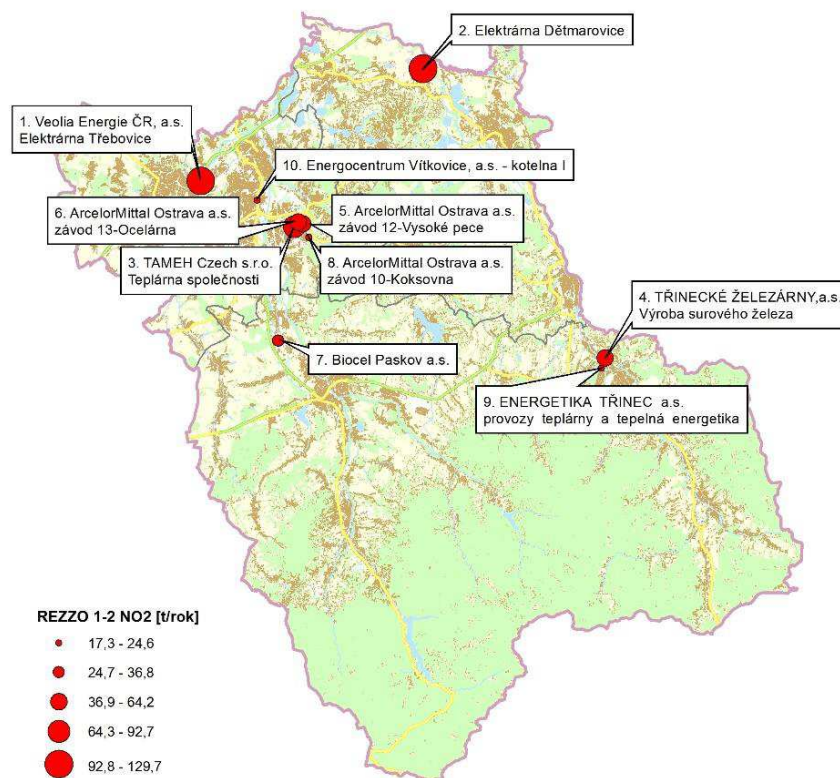 2. Elektrárna Dětmarovice
1. Veolia Energie ČR, a.s.
Elektrárna Třebovice
10. Energocentrum Vítkovice, a.s. - kotelna I
6. ArcelorMittal Ostrava a.s.
závod 13-Ocelárna
5. ArcelorMittal Ostrava a.s.
závod 12-Vysoké pece
3. TAMEH Czech s.r.o.
Teplárna společnosti
8. ArcelorMittal Ostrava a.s.
závod 10-Koksovna
4. TŘINECKÉ ŽELEZÁRNY,a.s.
Výroba surového železa
7. Biocel Paskov a.s.
9. ENERGETIKA TŘINEC a.s.
provozy teplárny a tepelná energetika
REZZO 1-2 NO2 [t/rok]
17,3 - 24,6
24,7 - 36,8
36,9 - 64,2
64,3 - 92,7
92,8 - 129,7